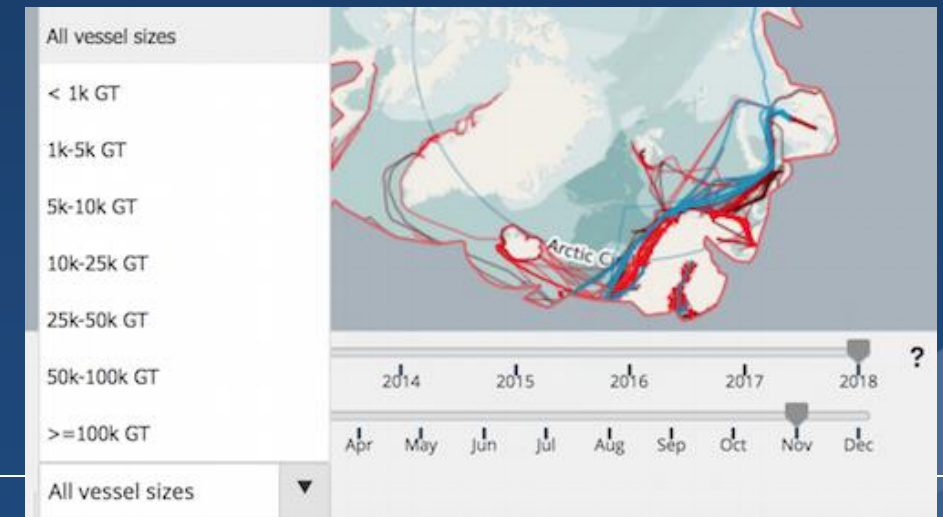 All vessel sizes
< 1k GT
1k-5k GT
5k-10k GT
10k-25k GT
25k-50k GT
50k-100k GT
>=100k GT
All vessel sizes ▼
Arctic C
?
2014 2015 2016 2017 2018
Apr May Jun Jul Aug Sep Oct Nov Dec